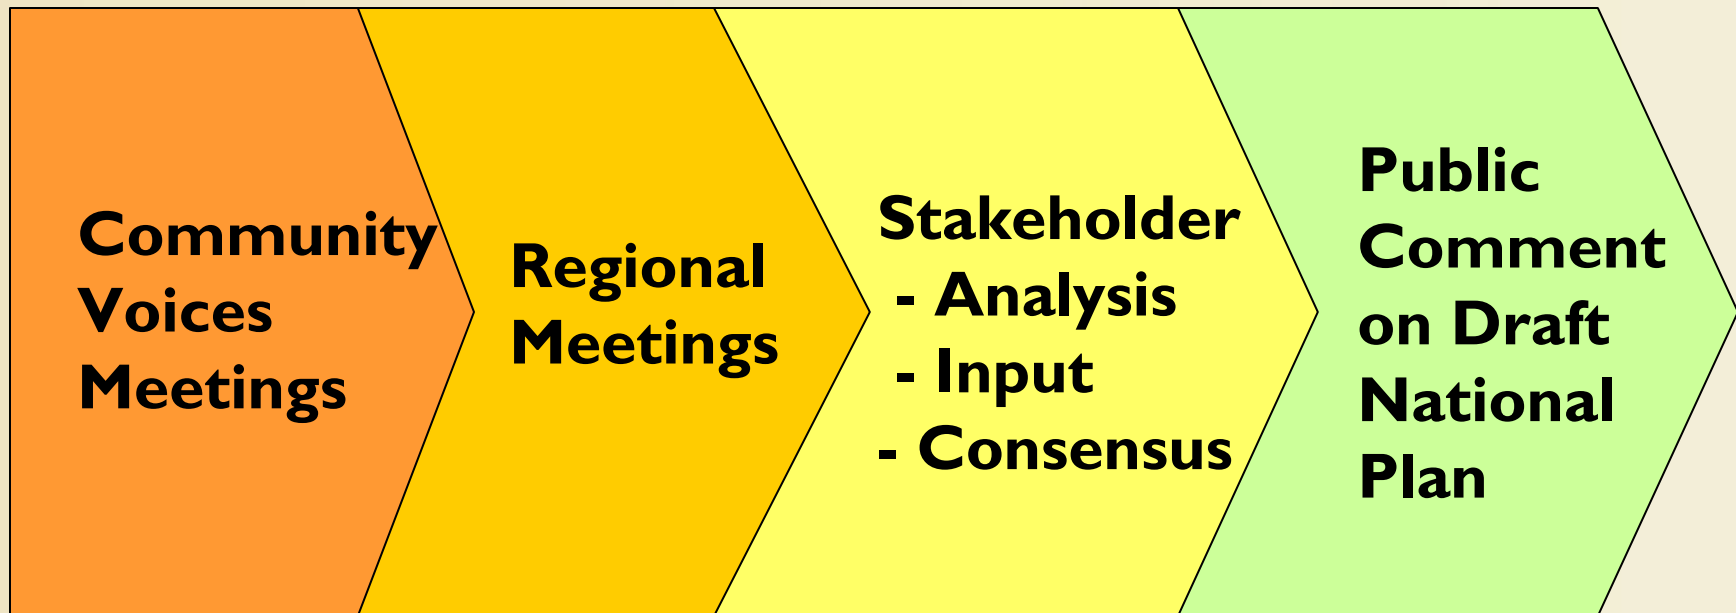 Community
Voices
Meetings
Regional
Meetings
Stakeholder
- Analysis
- Input
- Consensus
Public
Comment
on Draft
National
Plan